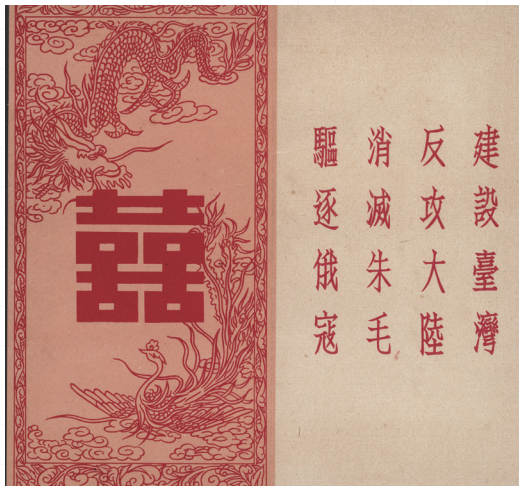 建設臺灣
反攻大陸
消滅朱毛
驅逐俄寇
囍